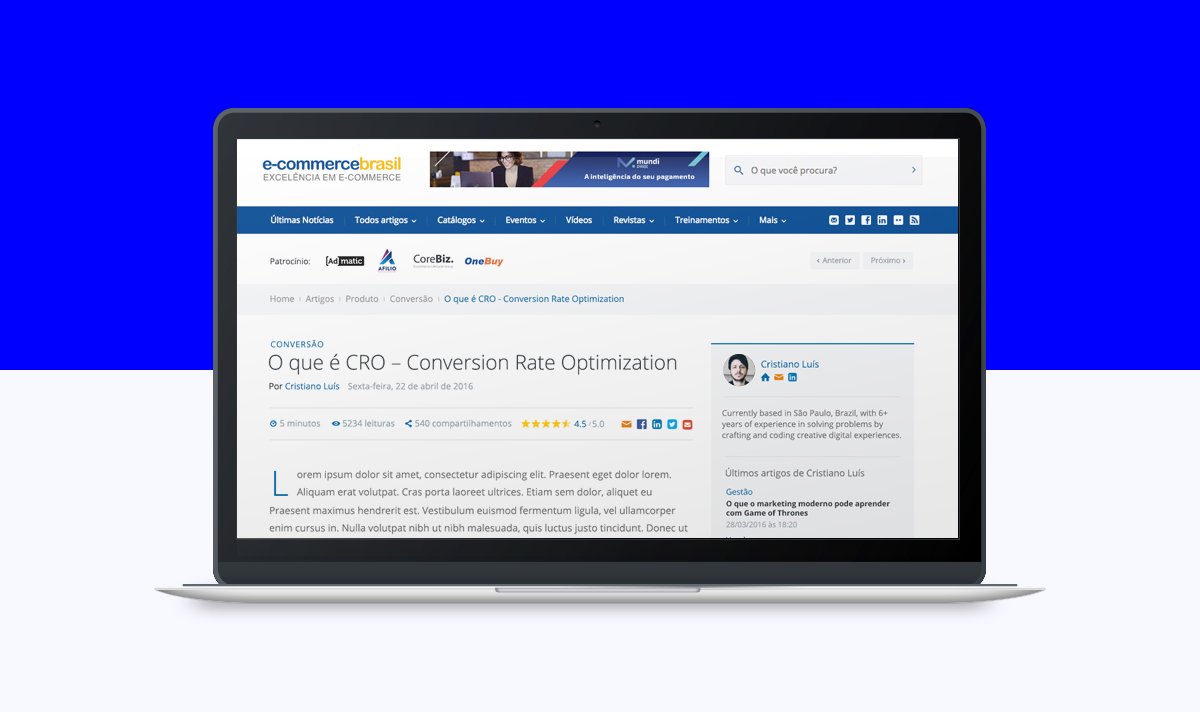 e-commercebrasil
EXCELÊNCIA EM E-COMMERCE
mundi
A inteligência do seu pagamento
O que você procura?
Últimas Notícias Todos artigos Catálogos Eventos Vídeos Revistas Treinamentos Mais
Patrocínio: [Ad]matic AFILIO CoreBiz. OneBuy
‹ Anterior Próximo ›
Home › Artigos › Produto › Conversão › O que é CRO - Conversion Rate Optimization
CONVERSÃO
O que é CRO – Conversion Rate Optimization
Por Cristiano Luís Sexta-feira, 22 de abril de 2016
5 minutos 5234 leituras 540 compartilhamentos 4.5 / 5.0
Lorem ipsum dolor sit amet, consectetur adipiscing elit. Praesent eget dolor lorem.
Aliquam erat volutpat. Cras porta laoreet ultrices. Etiam sem dolor, aliquet eu
Praesent maximus hendrerit est. Vestibulum euismod fermentum ligula, vel ullamcorper
enim cursus in. Nulla volutpat nibh ut nibh malesuada, quis luctus justo tincidunt. Donec ut
Cristiano Luís
Currently based in São Paulo, Brazil, with 6+
years of experience in solving problems by
crafting and coding creative digital experiences.
Últimos artigos de Cristiano Luís
Gestão
O que o marketing moderno pode aprender
com Game of Thrones
28/03/2016 às 18:20